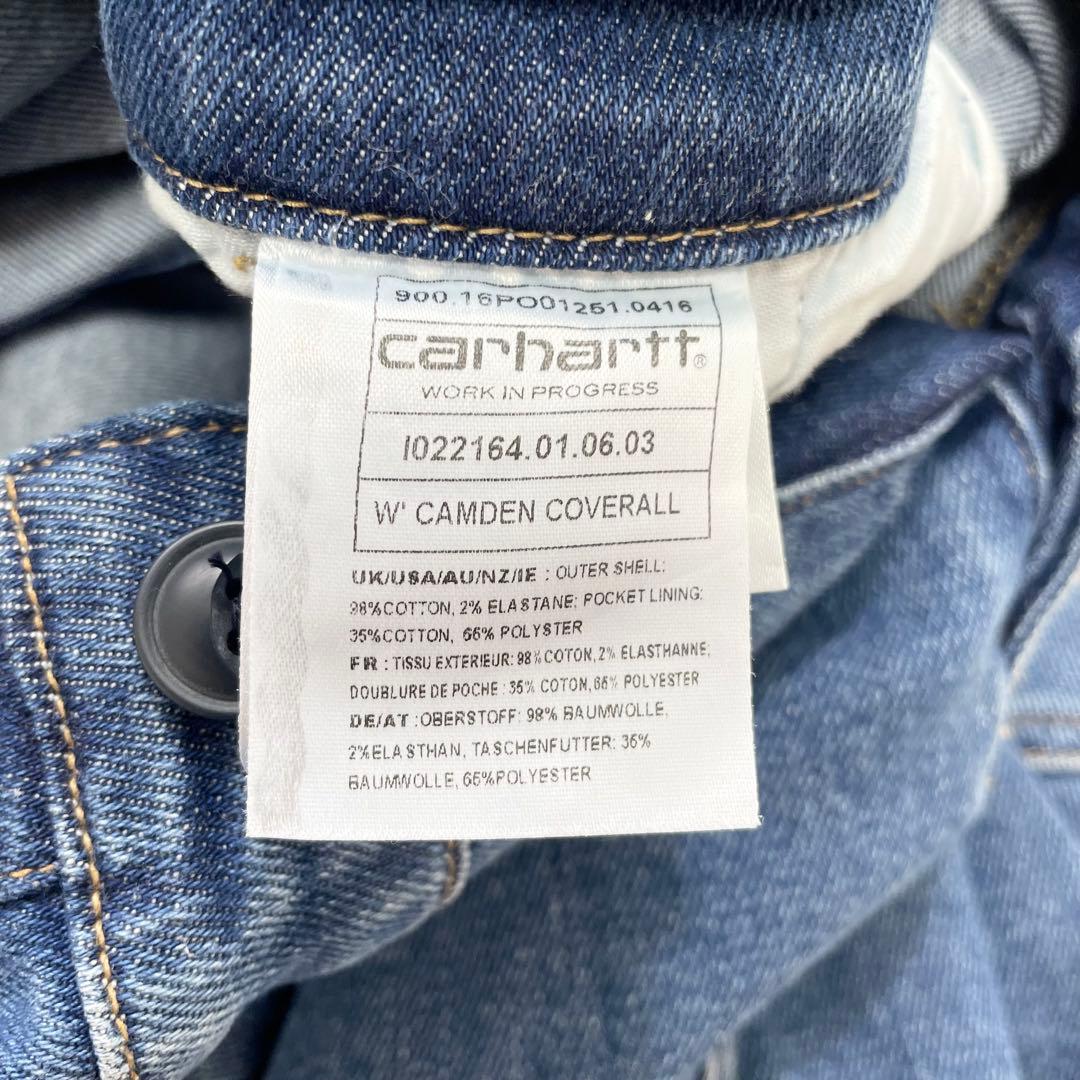 900.16PO01251.0416
carhartt®
WORK IN PROGRESS
I022164.01.06.03
W' CAMDEN COVERALL
UK/USA/AU/NZ/IE : OUTER SHELL:
98%COTTON, 2% ELASTANE; POCKET LINING:
35%COTTON, 65% POLYSTER
FR : TISSU EXTERIEUR: 98%COTON,2% ELASTHANNE;
DOUBLURE DE POCHE : 35% COTON,65% POLYESTER
DE/AT :OBERSTOFF: 98% BAUMWOLLE,
2%ELASTHAN, TASCHENFUTTER: 35%
BAUMWOLLE, 65%POLYESTER